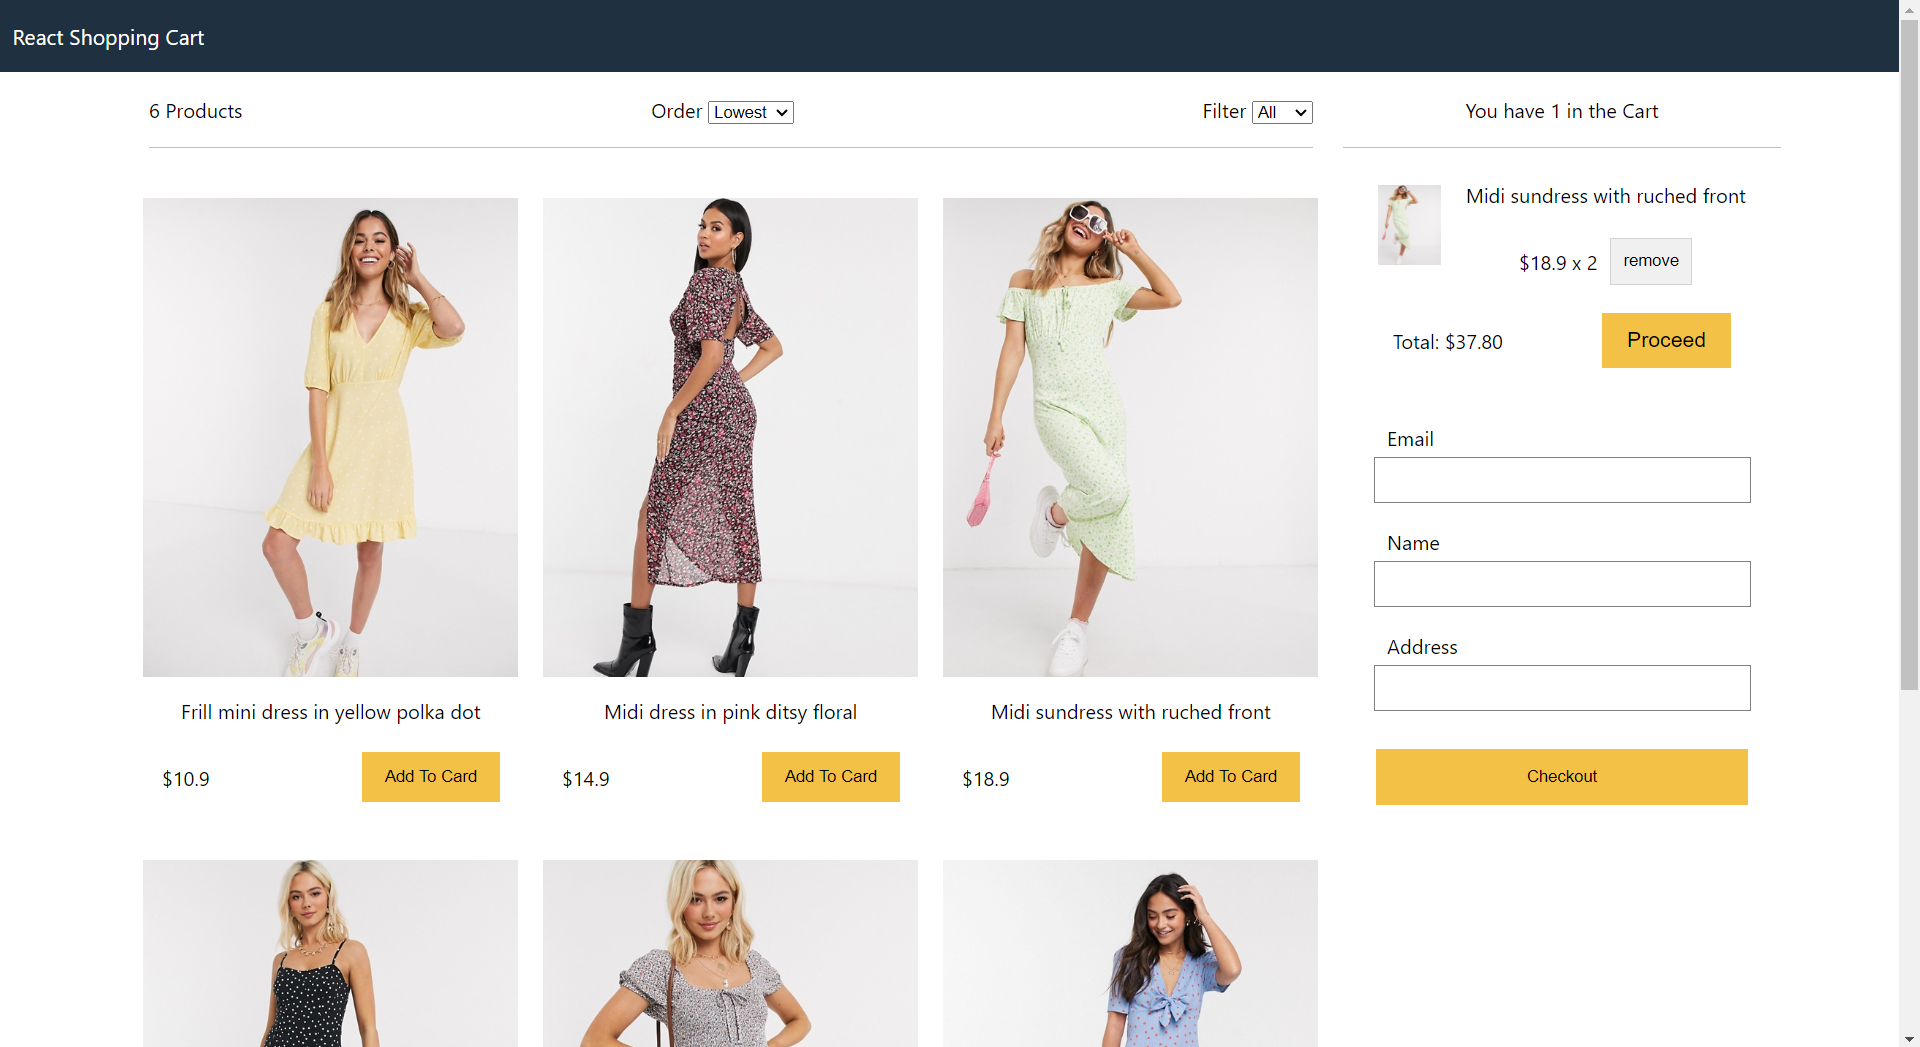 React Shopping Cart
6 Products
Order Lowest
Filter All
You have 1 in the Cart
Midi sundress with ruched front
$18.9 x 2 remove
Total: $37.80 Proceed
Email
Name
Address
Checkout
Frill mini dress in yellow polka dot
$10.9 Add To Card
Midi dress in pink ditsy floral
$14.9 Add To Card
Midi sundress with ruched front
$18.9 Add To Card